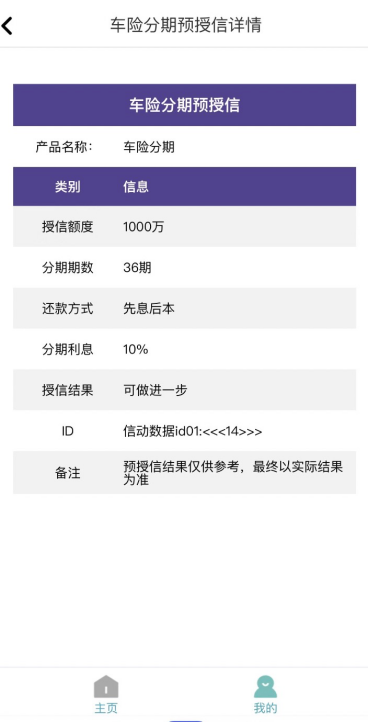 车险分期预授信详情
车险分期预授信
产品名称: 车险分期
类别 信息
授信额度 1000万
分期期数 36期
还款方式 先息后本
分期利息 10%
授信结果 可做进一步
ID 信动数据id01:<<<14>>>
备注 预授信结果仅供参考，最终以实际结果
为准
主页 我的